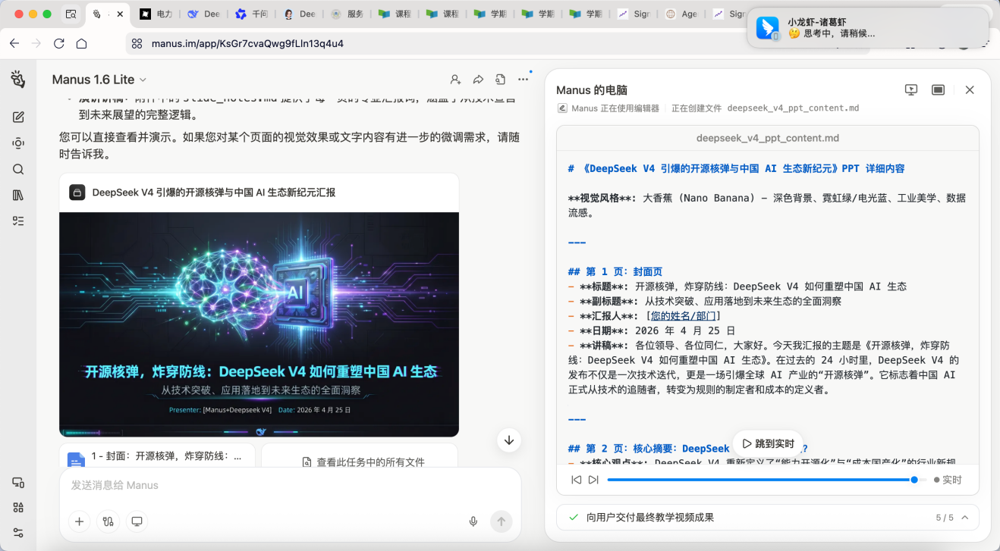 电力
Dee
千问
Dee
服务
课程
课程
学期
学期
学期
Sigr
Age
Sig
小龙虾-诸葛虾
🤔 思考中，请稍候...
manus.im/app/KsGr7cvaQwg9fLln13q4u4
Manus 1.6 Lite
演讲讲稿：附件中的 slide_notes.md 提供了每一页的专业汇报词，涵盖了从技术查言
到未来展望的完整逻辑。
您可以直接查看并演示。如果您对某个页面的视觉效果或文字内容有进一步的微调需求，请随
时告诉我。
DeepSeek V4 引爆的开源核弹与中国 AI 生态新纪元汇报
AI
开源核弹，炸穿防线：DeepSeek V4 如何重塑中国 AI 生态
从技术突破、应用落地到未来生态的全面洞察
Presenter: [Manus+Deepseek V4] Date: 2026 年 4 月 25 日
1 - 封面：开源核弹，炸穿防线：...
查看此任务中的所有文件
发送消息给 Manus
Manus 的电脑
Manus 正在使用编辑器 正在创建文件 deepseek_v4_ppt_content.md
deepseek_v4_ppt_content.md
# 《DeepSeek V4 引爆的开源核弹与中国 AI 生态新纪元》PPT 详细内容
**视觉风格**: 大香蕉 (Nano Banana) - 深色背景、霓虹绿/电光蓝、工业美学、数据
流感。
---
## 第 1 页：封面页
- **标题**: 开源核弹，炸穿防线：DeepSeek V4 如何重塑中国 AI 生态
- **副标题**: 从技术突破、应用落地到未来生态的全面洞察
- **汇报人**: [您的姓名/部门]
- **日期**: 2026 年 4 月 25 日
- **讲稿**: 各位领导、各位同仁，大家好。今天我汇报的主题是《开源核弹，炸穿防
线：DeepSeek V4 如何重塑中国 AI 生态》。在过去的 24 小时里，DeepSeek V4 的
发布不仅是一次技术迭代，更是一场引爆全球 AI 产业的“开源核弹”。它标志着中国 AI
正式从技术的追随者，转变为规则的制定者和成本的定义者。
---
## 第 2 页：核心摘要：DeepSeek ?
跳到实时
- **核心观点**: DeepSeek V4 重新定义了“能力开源化”与“成本国产化”的行业新规
实时
向用户交付最终教学视频成果
5 / 5